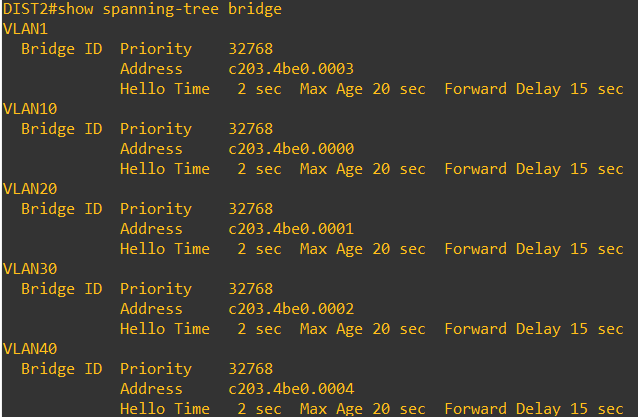 DIST2#show spanning-tree bridge
VLAN1
  Bridge ID  Priority    32768
             Address     c203.4be0.0003
             Hello Time   2 sec  Max Age 20 sec  Forward Delay 15 sec
VLAN10
  Bridge ID  Priority    32768
             Address     c203.4be0.0000
             Hello Time   2 sec  Max Age 20 sec  Forward Delay 15 sec
VLAN20
  Bridge ID  Priority    32768
             Address     c203.4be0.0001
             Hello Time   2 sec  Max Age 20 sec  Forward Delay 15 sec
VLAN30
  Bridge ID  Priority    32768
             Address     c203.4be0.0002
             Hello Time   2 sec  Max Age 20 sec  Forward Delay 15 sec
VLAN40
  Bridge ID  Priority    32768
             Address     c203.4be0.0004
             Hello Time   2 sec  Max Age 20 sec  Forward Delay 15 sec